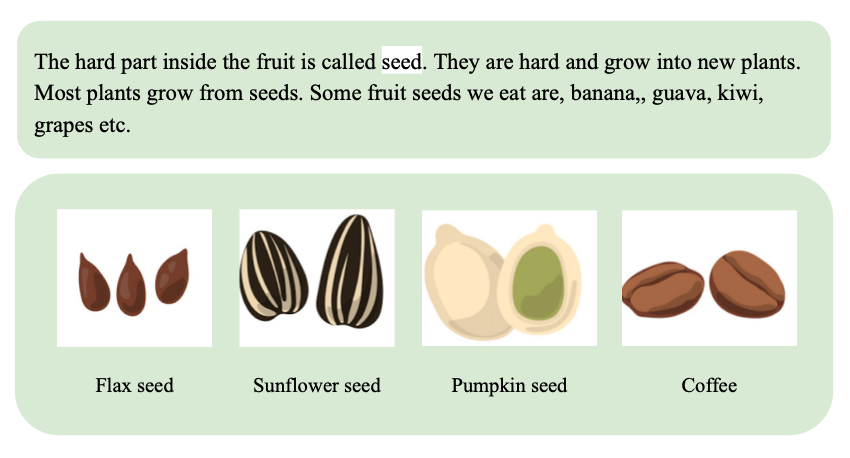 The hard part inside the fruit is called seed. They are hard and grow into new plants.
Most plants grow from seeds. Some fruit seeds we eat are, banana,, guava, kiwi,
grapes etc.
Flax seed
Sunflower seed
Pumpkin seed
Coffee